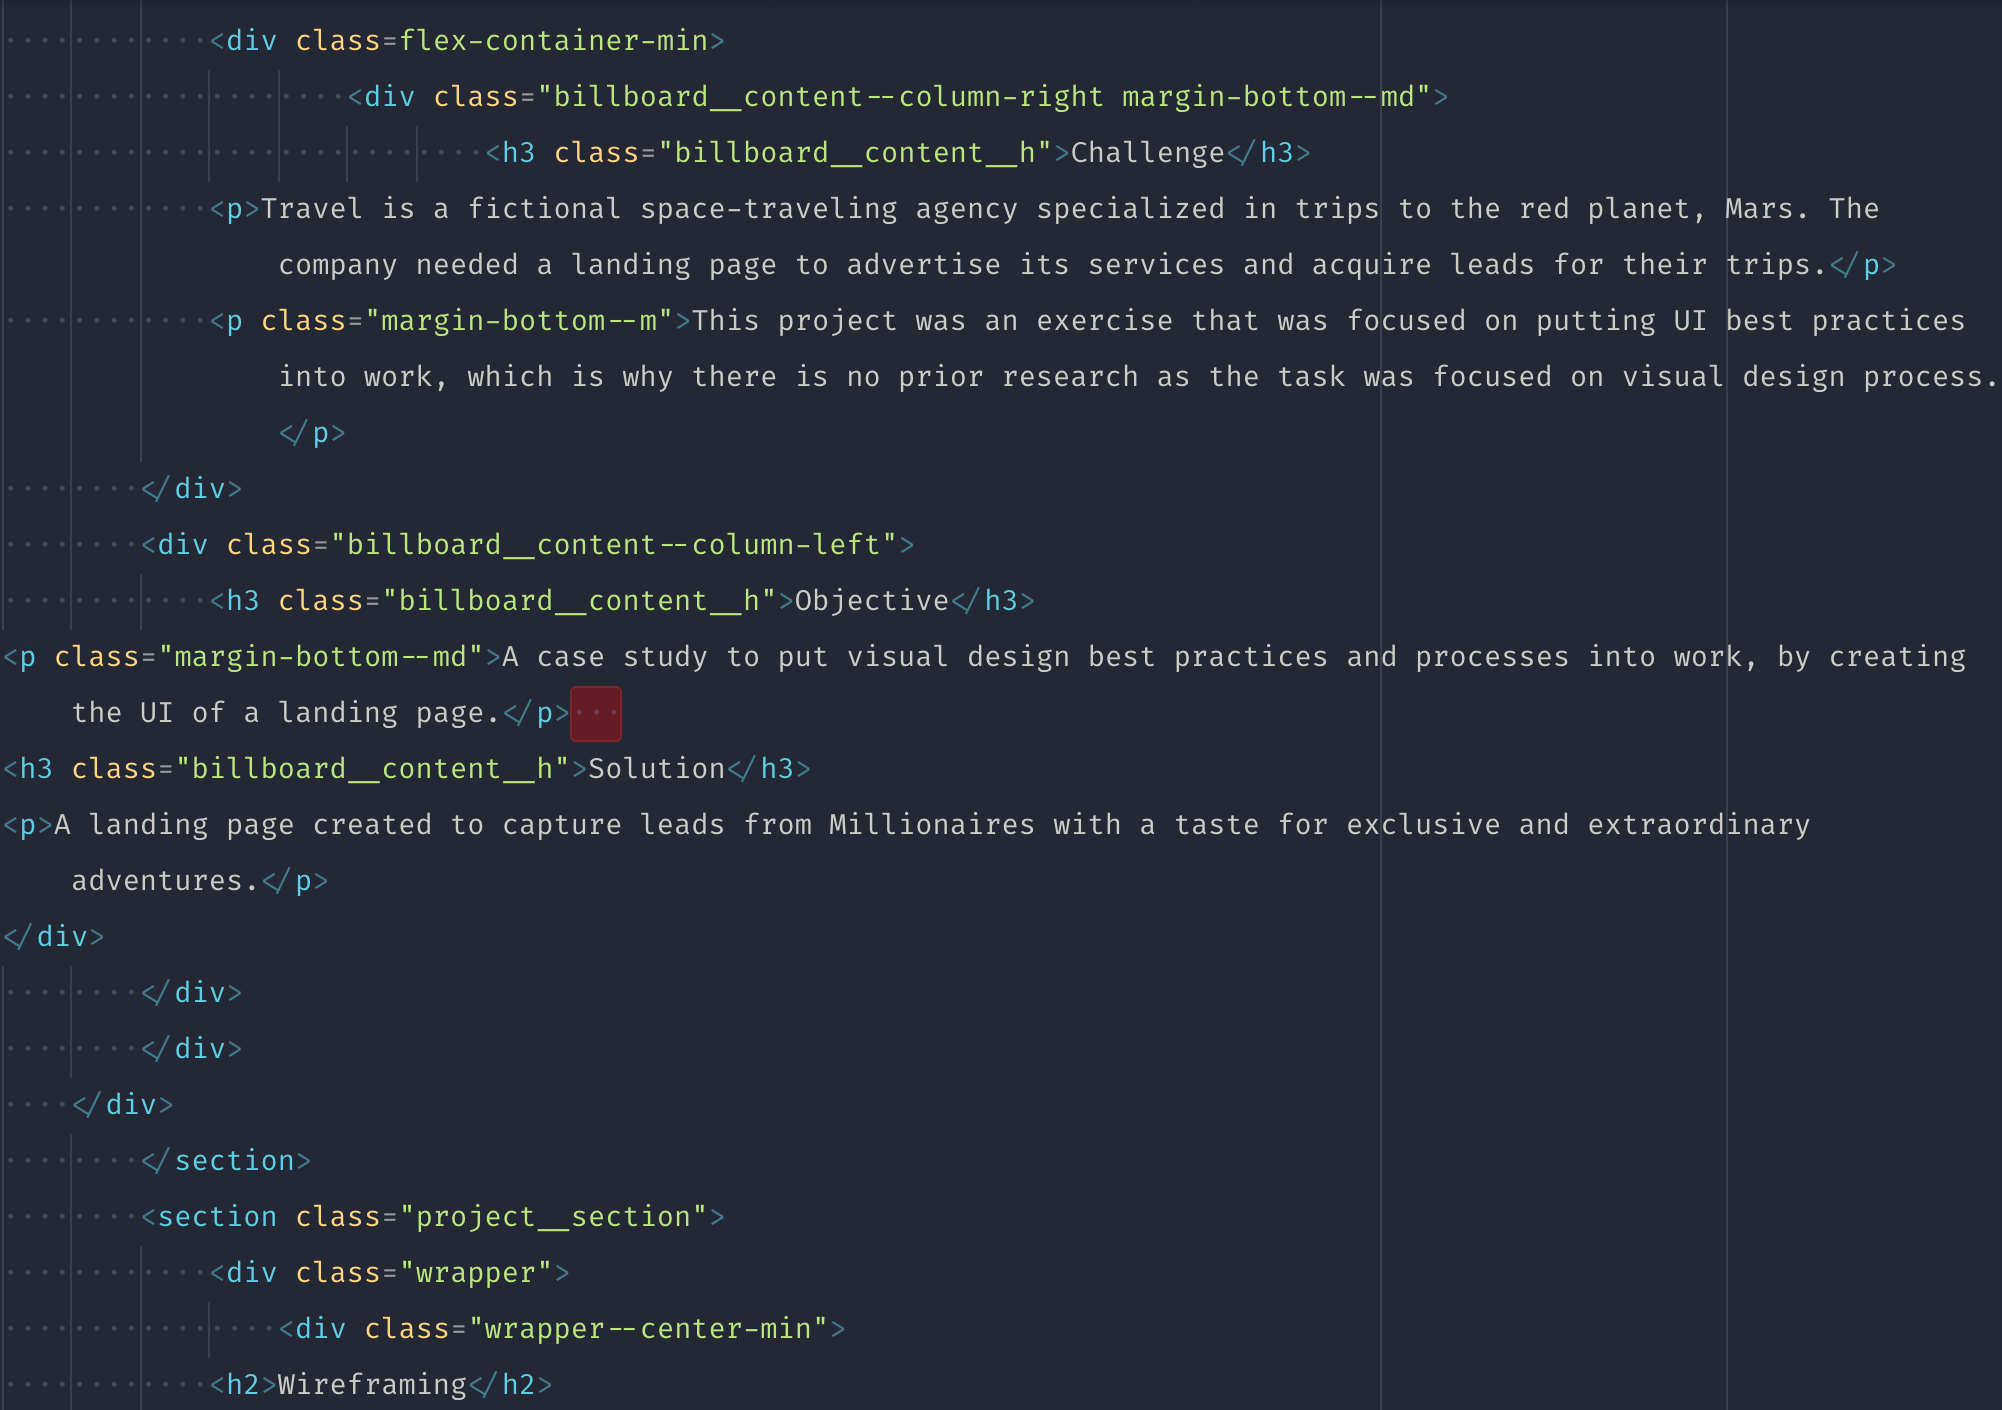 <div class=flex-container-min>
<div class="billboard__content--column-right margin-bottom--md">
<h3 class="billboard__content__h">Challenge</h3>
<p>Travel is a fictional space-traveling agency specialized in trips to the red planet, Mars. The
company needed a landing page to advertise its services and acquire leads for their trips.</p>
<p class="margin-bottom--m">This project was an exercise that was focused on putting UI best practices
into work, which is why there is no prior research as the task was focused on visual design process.
</p>
</div>
<div class="billboard__content--column-left">
<h3 class="billboard__content__h">Objective</h3>
<p class="margin-bottom--md">A case study to put visual design best practices and processes into work, by creating
the UI of a landing page.</p>
<h3 class="billboard__content__h">Solution</h3>
<p>A landing page created to capture leads from Millionaires with a taste for exclusive and extraordinary
adventures.</p>
</div>
</div>
</div>
</div>
</section>
<section class="project__section">
<div class="wrapper">
<div class="wrapper--center-min">
<h2>Wireframing</h2>